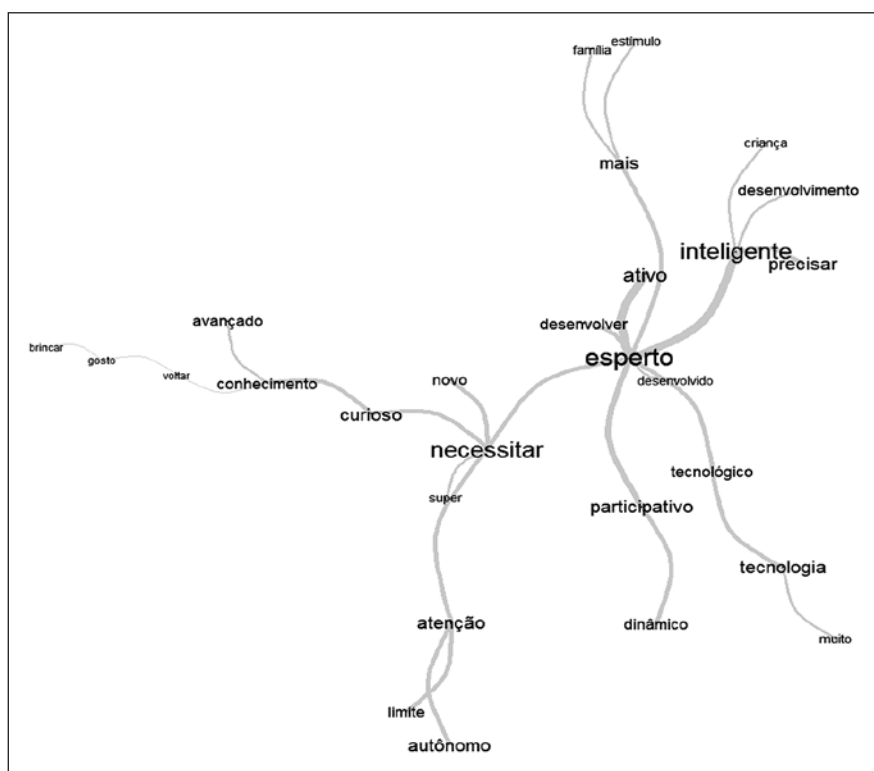 estímulo
família
criança
mais
desenvolvimento
inteligente
precisar
ativo
avançado
desenvolver
brincar
gosto
esperto
voltar
conhecimento
novo
desenvolvido
curioso
necessitar
tecnológico
super
participativo
tecnologia
atenção
dinâmico
muito
limite
autônomo